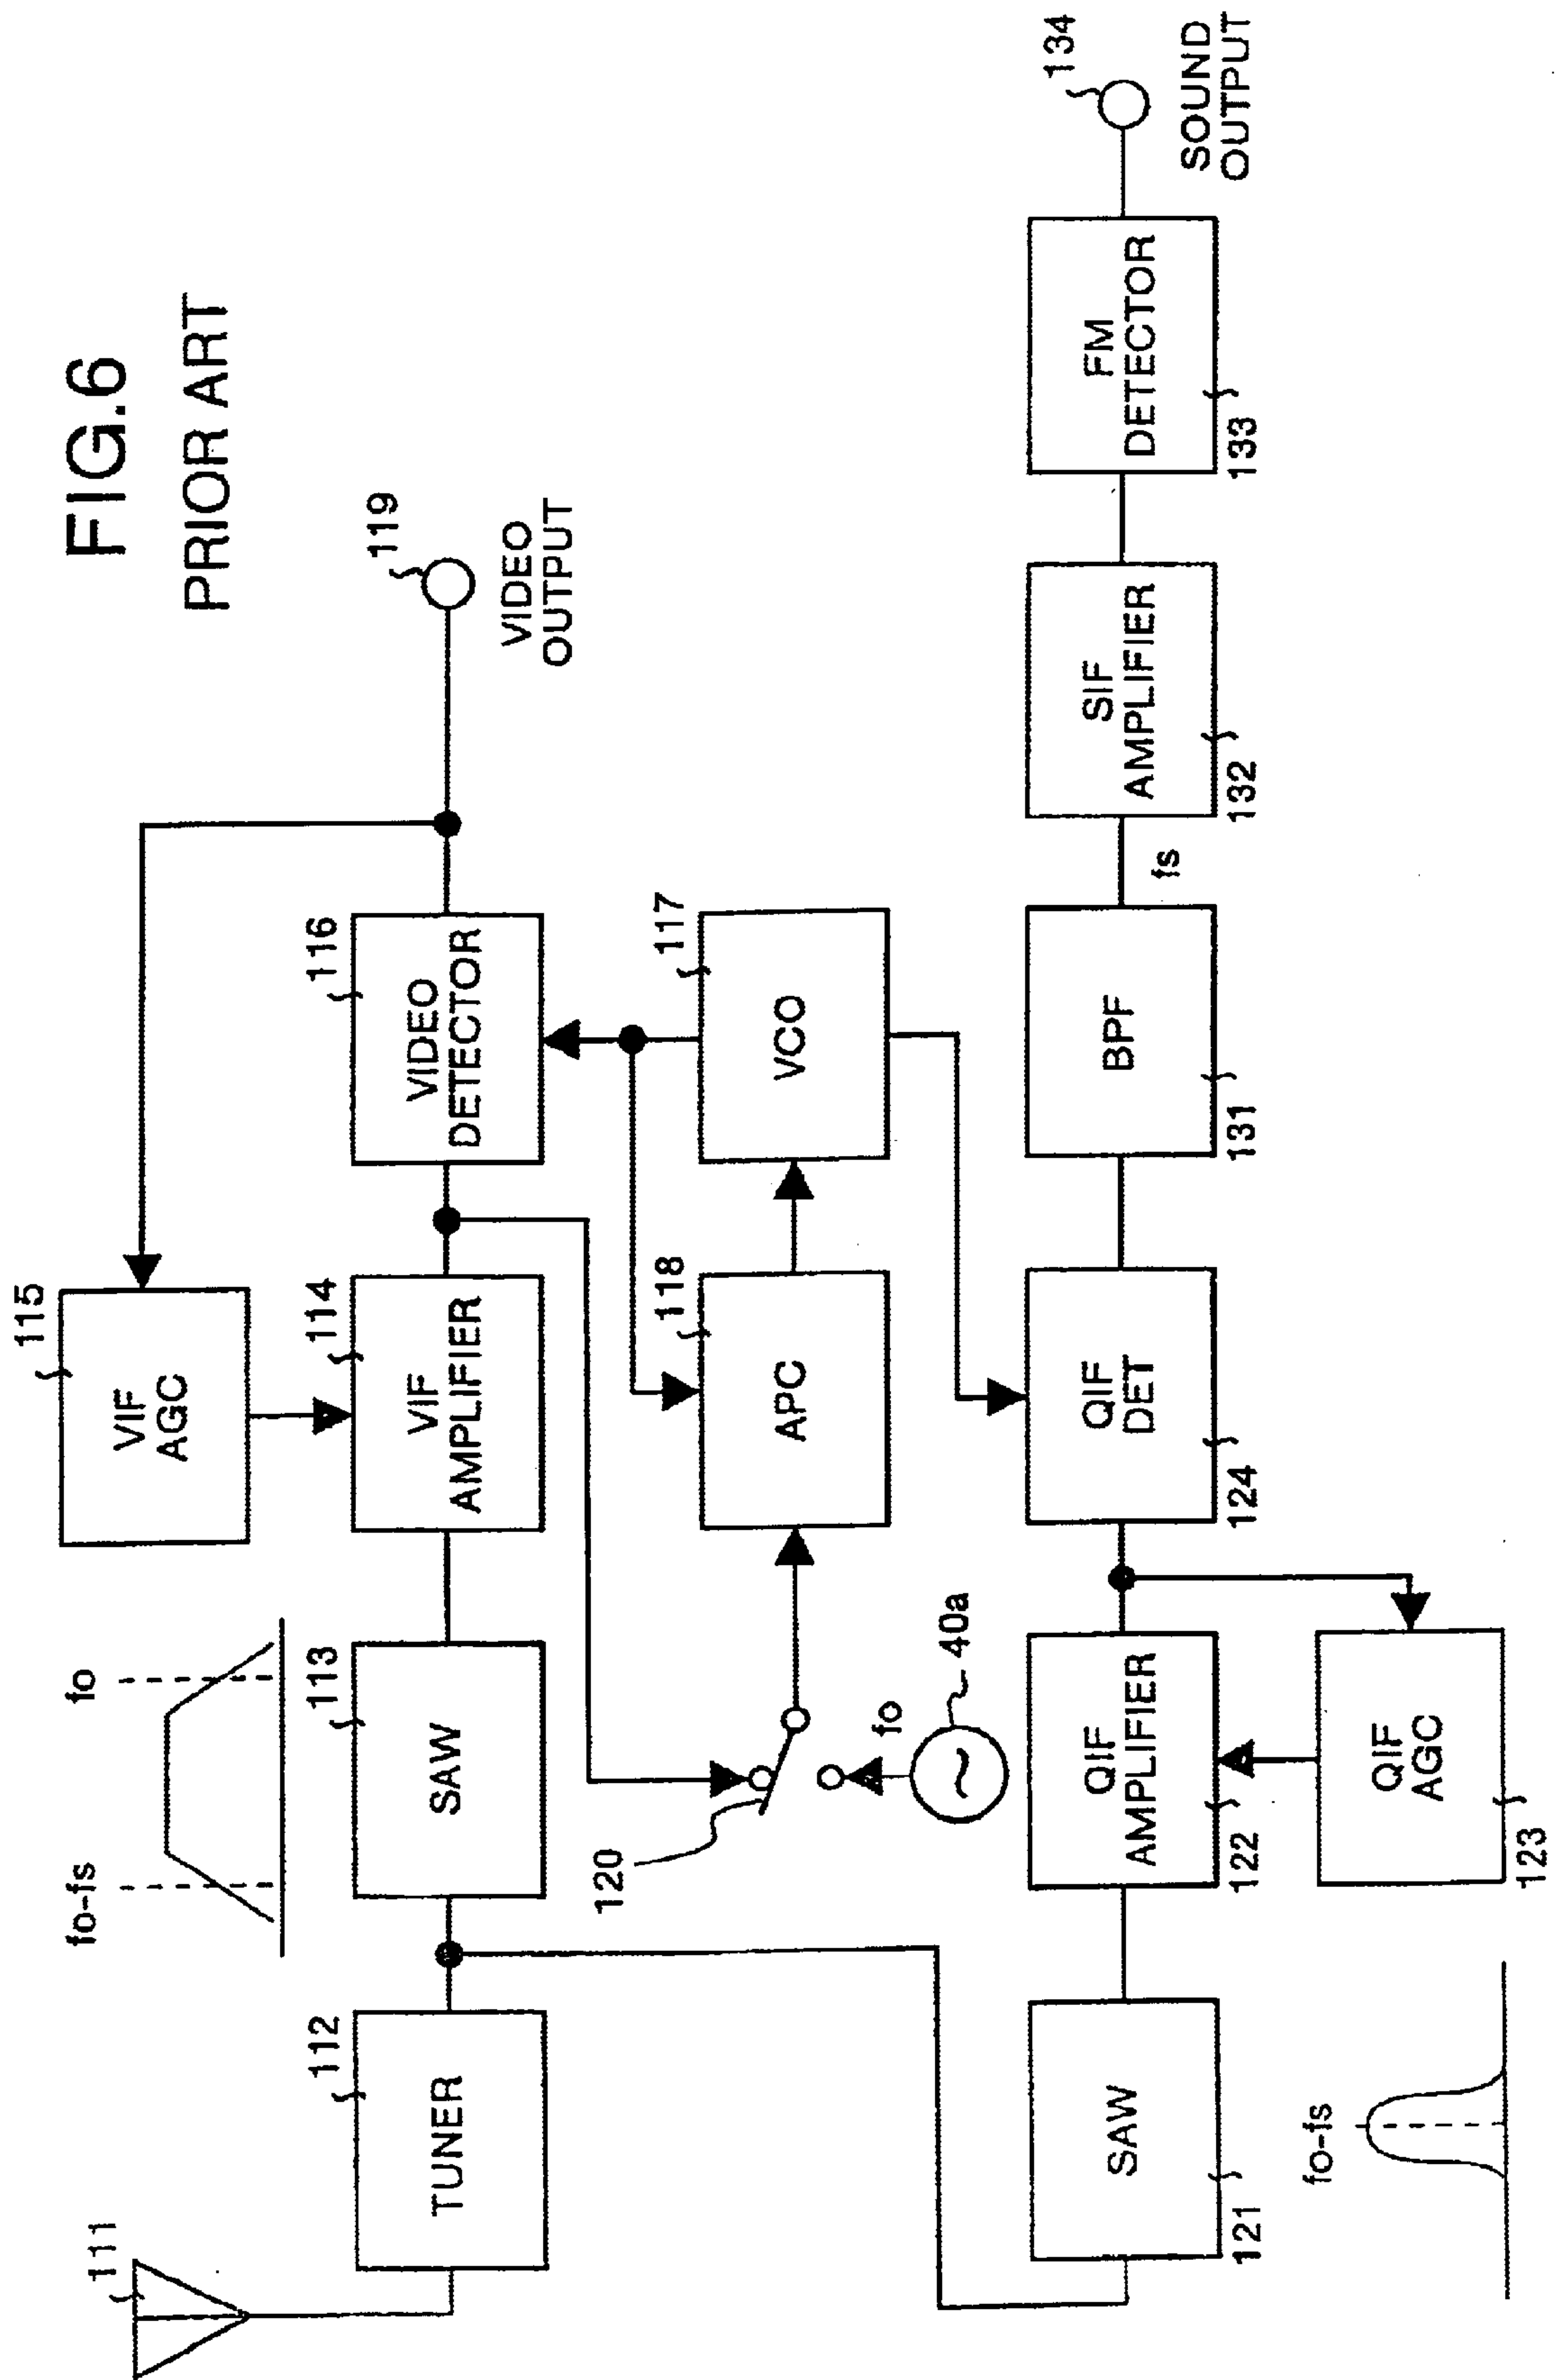 FIG.6
PRIOR ART
111
112
TUNER
fo-fs
fo
113
SAW
115
VIF
AGC
114
VIF
AMPLIFIER
116
VIDEO
DETECTOR
119
VIDEO
OUTPUT
120
fo
40a
118
APC
117
VCO
121
SAW
fo-fs
122
QIF
AMPLIFIER
123
QIF
AGC
124
QIF
DET
131
BPF
fs
132
SIF
AMPLIFIER
133
FM
DETECTOR
134
SOUND
OUTPUT